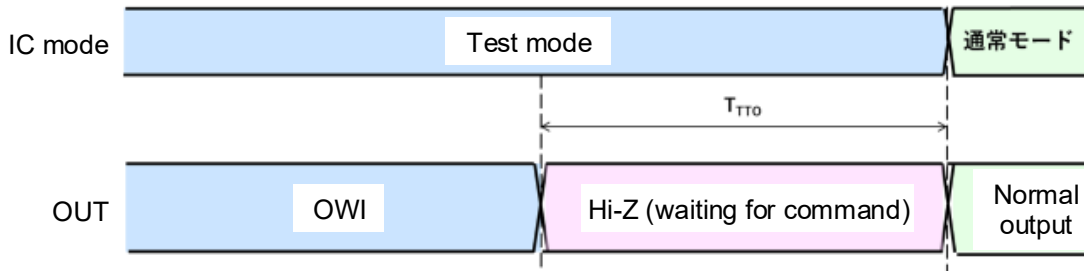 IC mode
Test mode
通常モード
TTTO
OUT
OWI
Hi-Z (waiting for command)
Normal
output